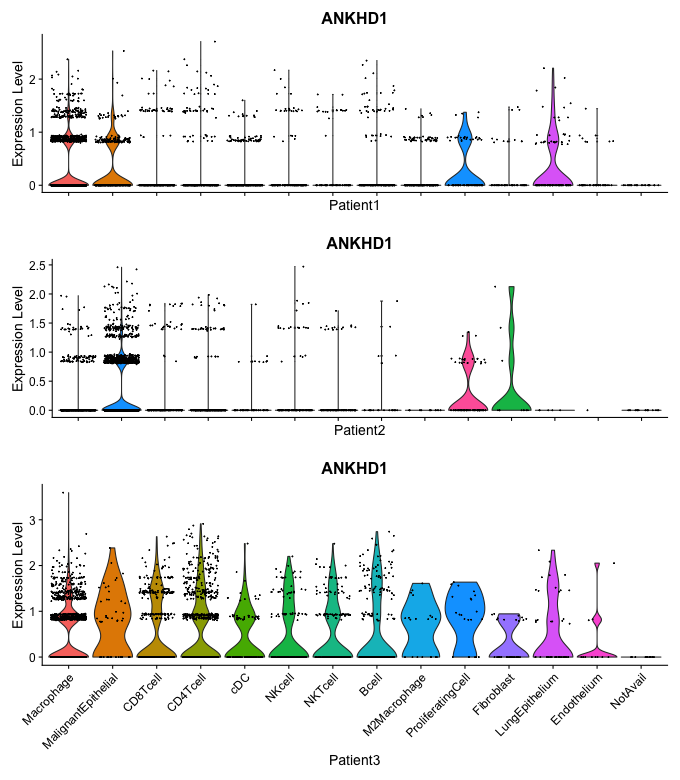 ANKHD1
Expression Level
2
1
0
Patient1
ANKHD1
Expression Level
2.5
2.0
1.5
1.0
0.5
0.0
Patient2
ANKHD1
Expression Level
3
2
1
0
Macrophage
MalignantEpithelial
CD8Tcell
CD4Tcell
cDC
NKcell
NKTcell
Bcell
M2Macrophage
ProliferatingCell
Fibroblast
LungEpithelium
Endothelium
NotAvail
Patient3